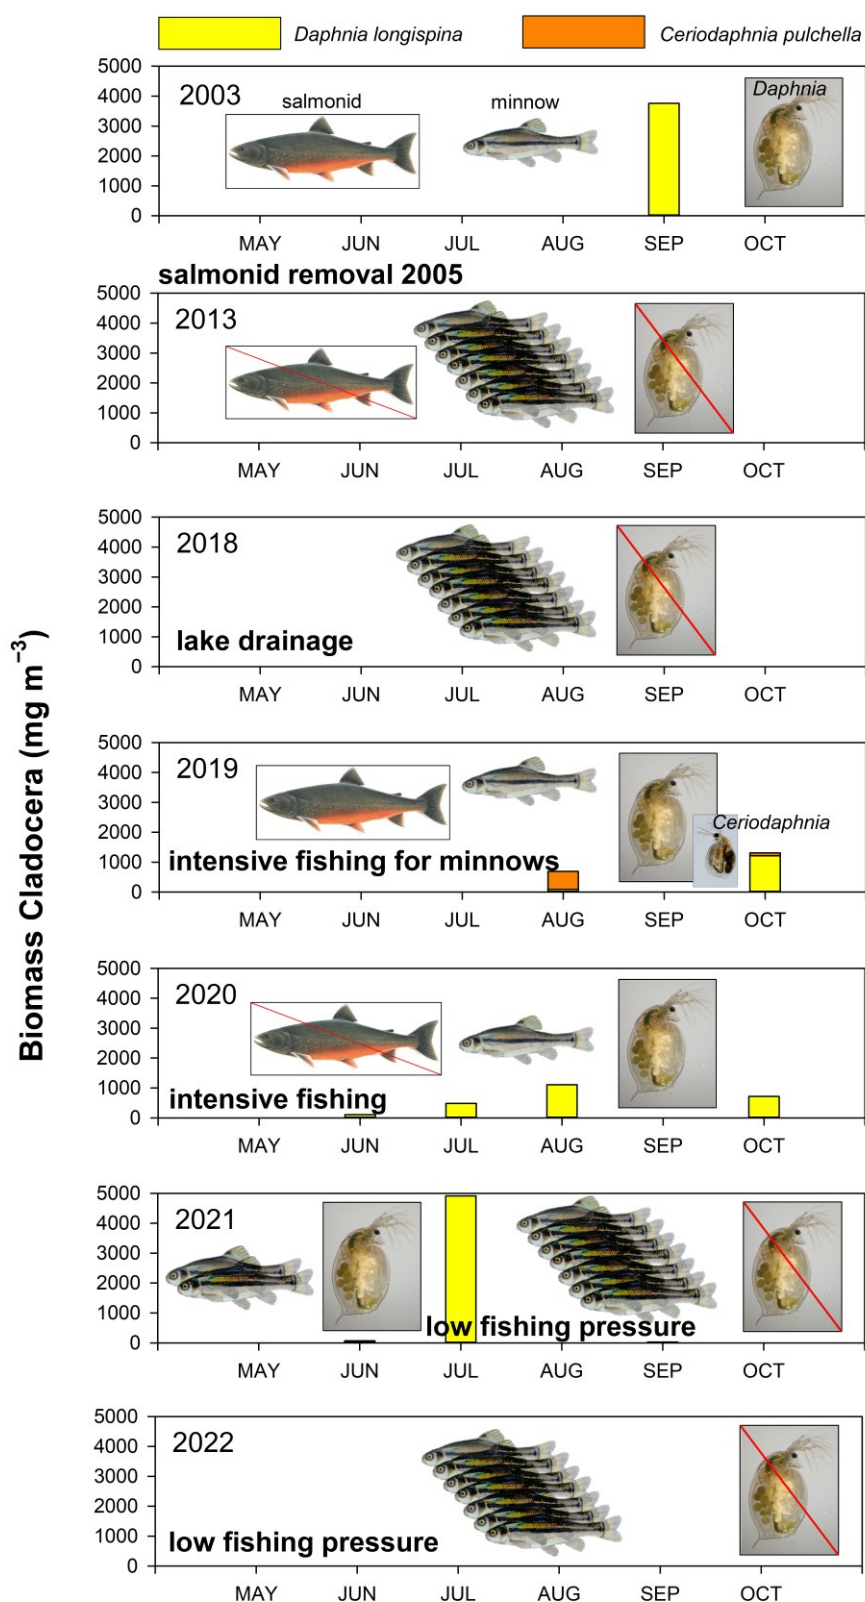 Daphnia longispina
Ceriodaphnia pulchella
Biomass Cladocera (mg m⁻³)
5000
4000
3000
2000
1000
0
2003
salmonid
minnow
Daphnia
MAY JUN JUL AUG SEP OCT
salmonid removal 2005
5000
4000
3000
2000
1000
0
2013
MAY JUN JUL AUG SEP OCT
5000
4000
3000
2000
1000
0
2018
lake drainage
MAY JUN JUL AUG SEP OCT
5000
4000
3000
2000
1000
0
2019
Ceriodaphnia
intensive fishing for minnows
MAY JUN JUL AUG SEP OCT
5000
4000
3000
2000
1000
0
2020
intensive fishing
MAY JUN JUL AUG SEP OCT
5000
4000
3000
2000
1000
0
2021
low fishing pressure
MAY JUN JUL AUG SEP OCT
5000
4000
3000
2000
1000
0
2022
low fishing pressure
MAY JUN JUL AUG SEP OCT